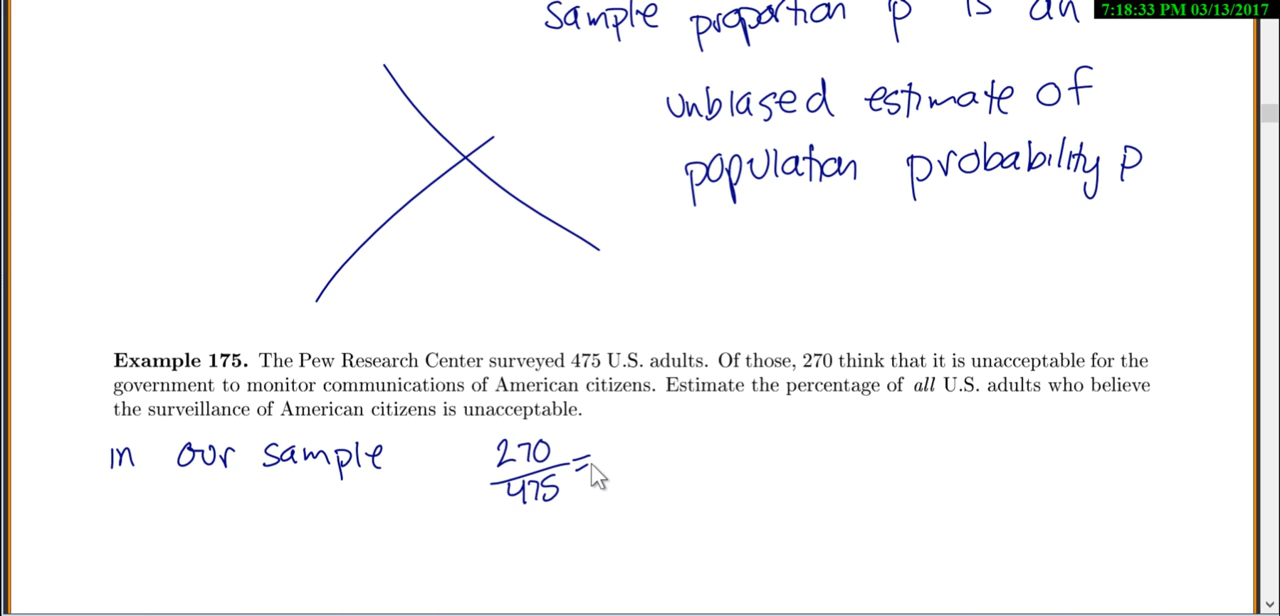 7:18:33 PM 03/13/2017
Sample proportion p is an
unbiased estimate of
population probability p
Example 175. The Pew Research Center surveyed 475 U.S. adults. Of those, 270 think that it is unacceptable for the
government to monitor communications of American citizens. Estimate the percentage of all U.S. adults who believe
the surveillance of American citizens is unacceptable.
in our sample 270/475 =